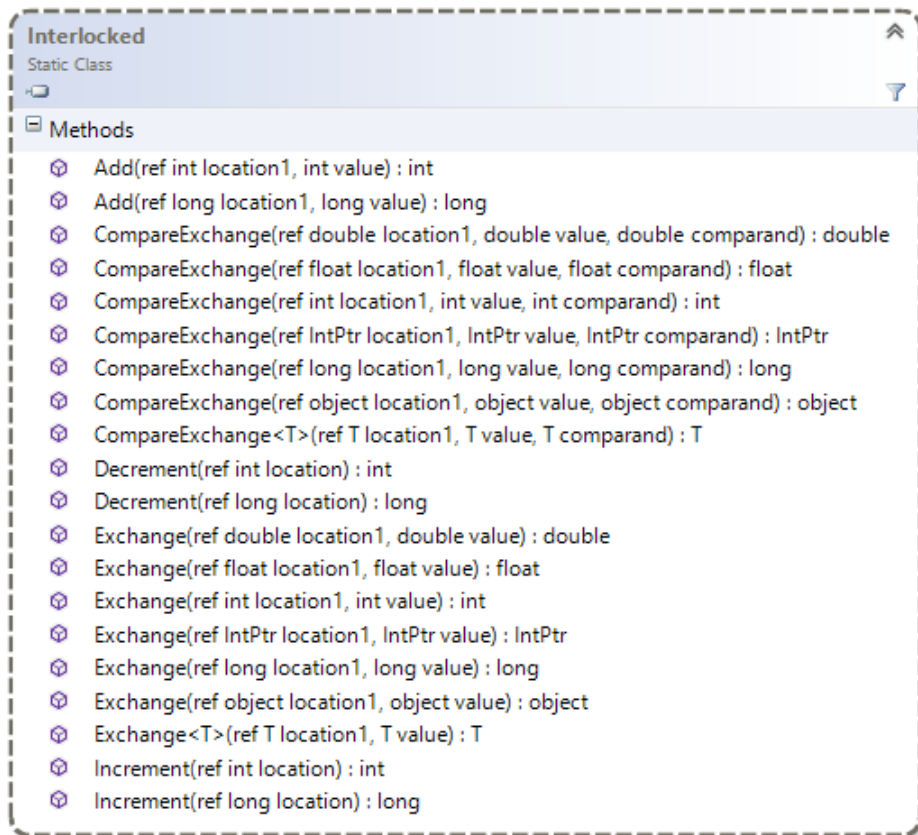 Interlocked
Static Class
Methods
Add(ref int location1, int value) : int
Add(ref long location1, long value) : long
CompareExchange(ref double location1, double value, double comparand) : double
CompareExchange(ref float location1, float value, float comparand) : float
CompareExchange(ref int location1, int value, int comparand) : int
CompareExchange(ref IntPtr location1, IntPtr value, IntPtr comparand) : IntPtr
CompareExchange(ref long location1, long value, long comparand) : long
CompareExchange(ref object location1, object value, object comparand) : object
CompareExchange<T>(ref T location1, T value, T comparand) : T
Decrement(ref int location) : int
Decrement(ref long location) : long
Exchange(ref double location1, double value) : double
Exchange(ref float location1, float value) : float
Exchange(ref int location1, int value) : int
Exchange(ref IntPtr location1, IntPtr value) : IntPtr
Exchange(ref long location1, long value) : long
Exchange(ref object location1, object value) : object
Exchange<T>(ref T location1, T value) : T
Increment(ref int location) : int
Increment(ref long location) : long